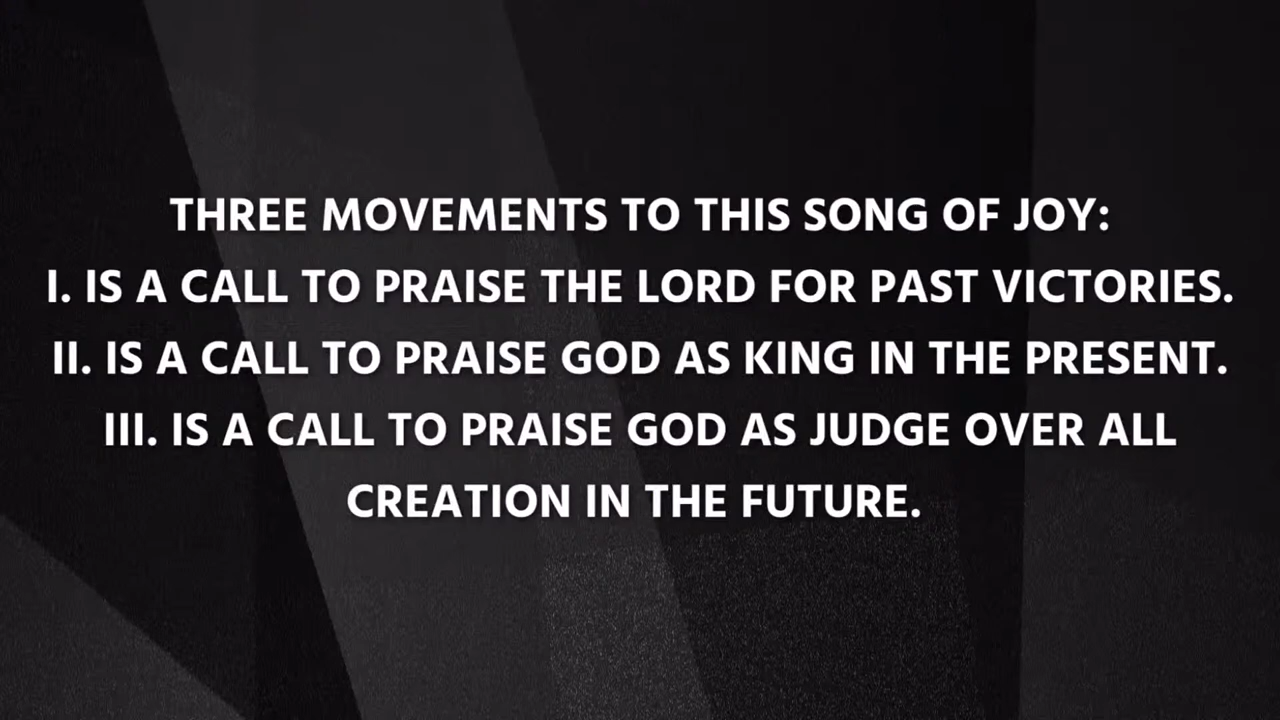 THREE MOVEMENTS TO THIS SONG OF JOY:
I. IS A CALL TO PRAISE THE LORD FOR PAST VICTORIES.
II. IS A CALL TO PRAISE GOD AS KING IN THE PRESENT.
III. IS A CALL TO PRAISE GOD AS JUDGE OVER ALL
CREATION IN THE FUTURE.